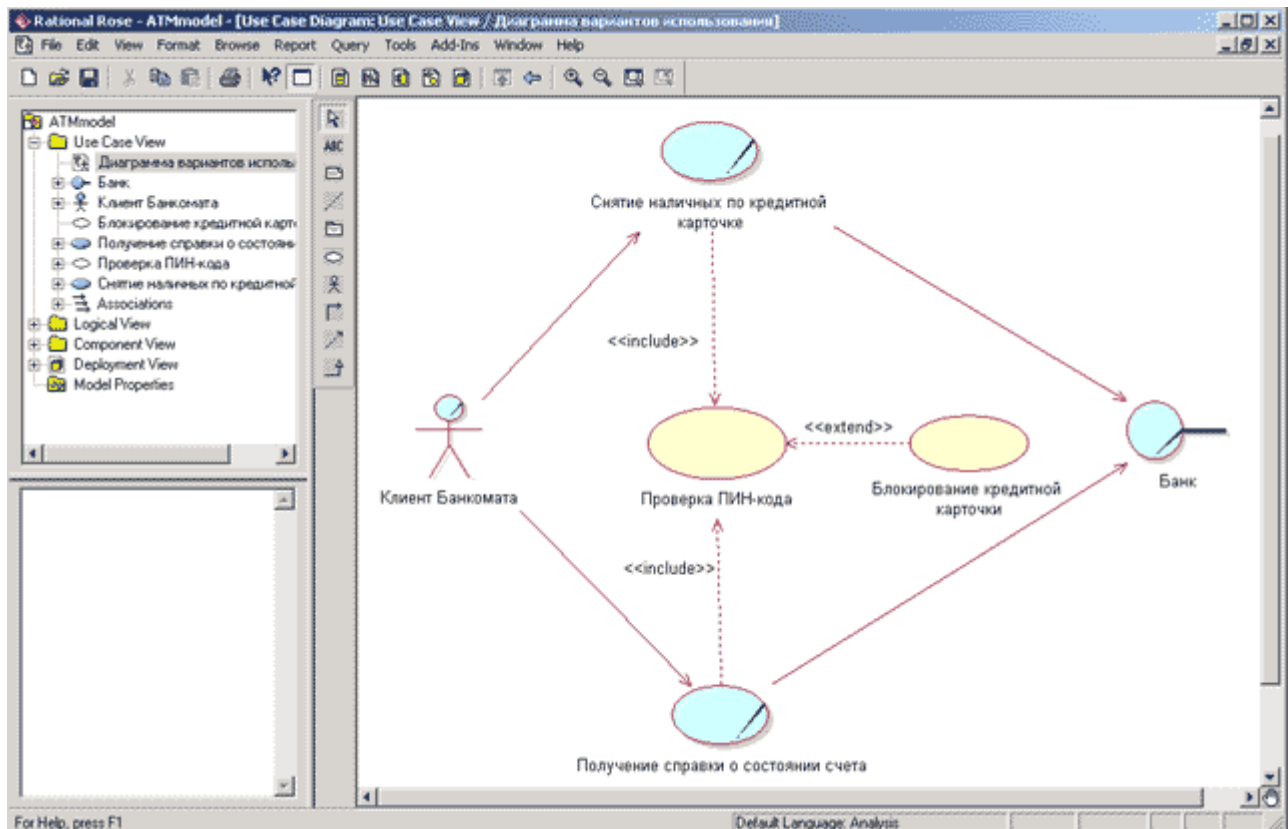 Rational Rose - ATMmodel - [Use Case Diagram: Use Case View / Диаграмма вариантов использования]
File Edit View Format Browse Report Query Tools Add-Ins Window Help
ATMmodel
Use Case View
Диаграмма вариантов исполь
Банк
Клиент Банкомата
Блокирование кредитной карт
Получение справки о состоян
Проверка ПИН-кода
Снятие наличных по кредитной
Associations
Logical View
Component View
Deployment View
Model Properties
ABC
Снятие наличных по кредитной
карточке
<<include>>
<<extend>>
Клиент Банкомата
Проверка ПИН-кода
Блокирование кредитной
карточки
Банк
<<include>>
Получение справки о состоянии счета
For Help, press F1
Default Language: Analysis